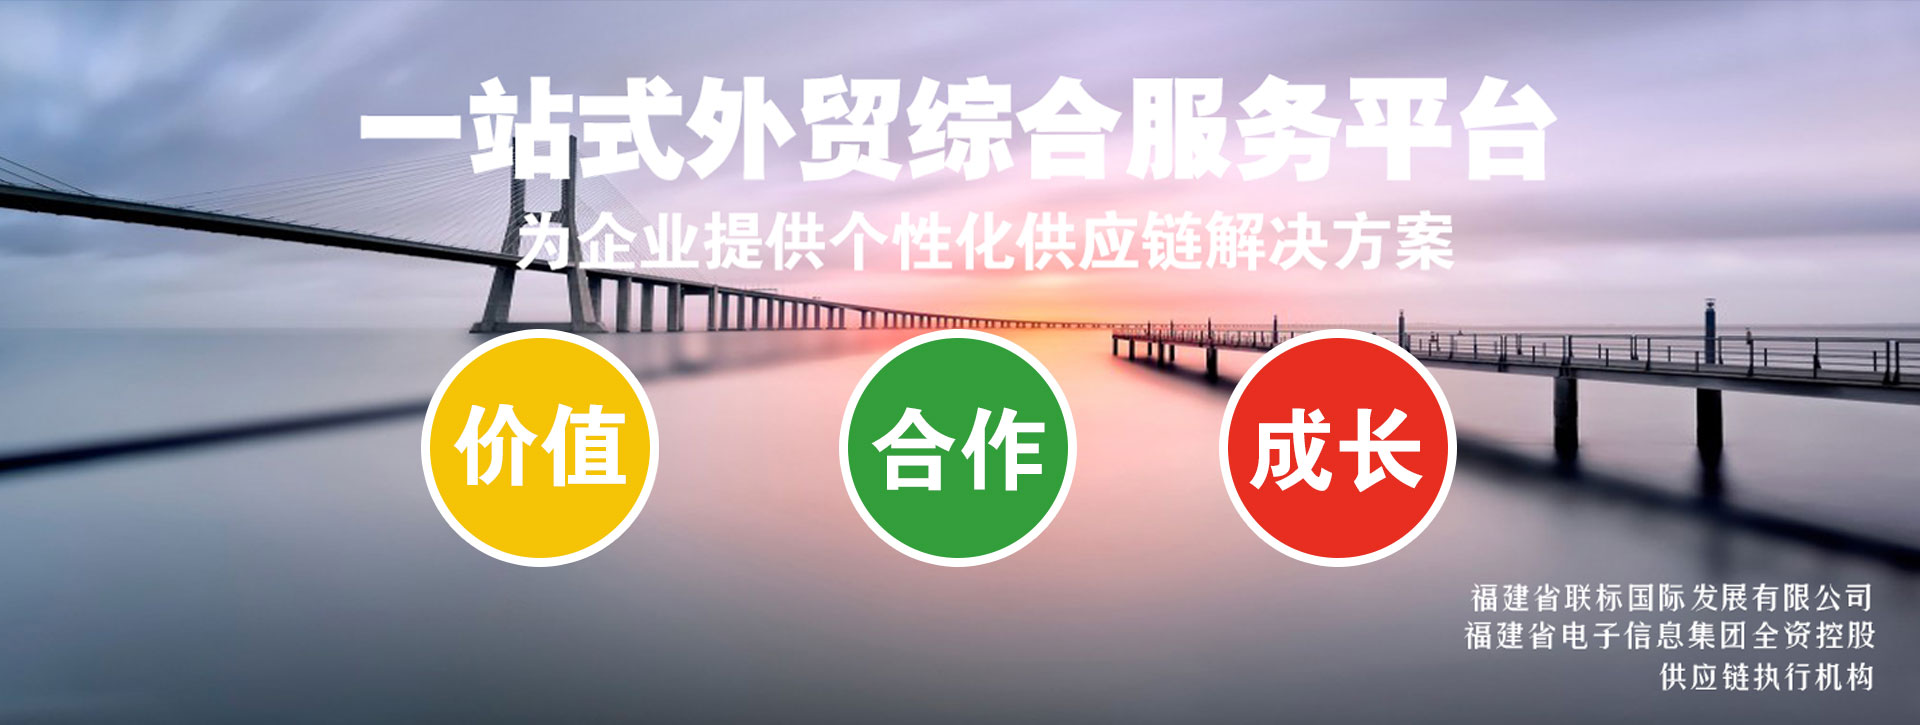 一站式外贸综合服务平台
为企业提供个性化供应链解决方案
价值
合作
成长
福建省联标国际发展有限公司
福建省电子信息集团全资控股
供应链执行机构